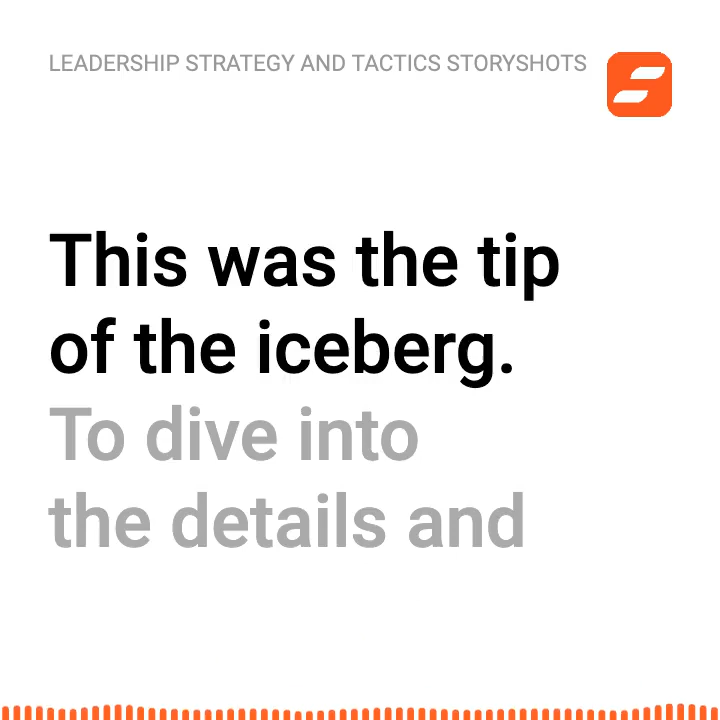 LEADERSHIP STRATEGY AND TACTICS STORYSHOTS
This was the tip
of the iceberg.
To dive into
the details and